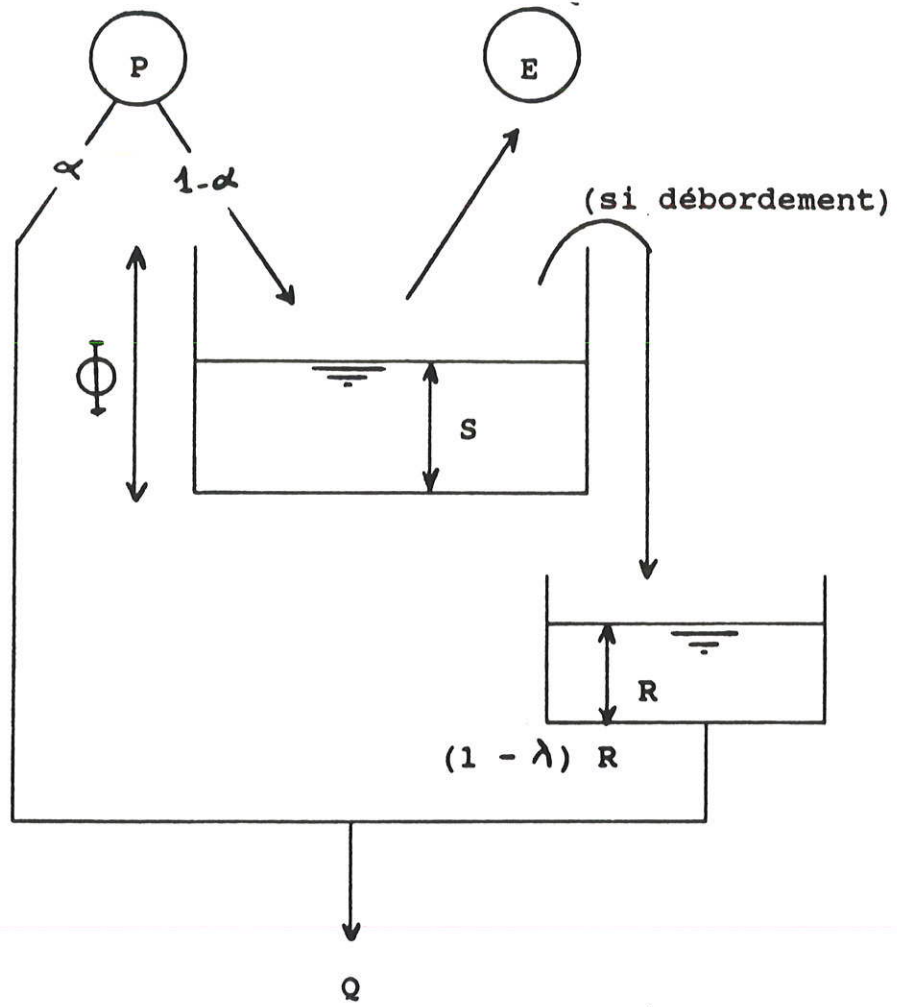 P
E
α
1-α
(si débordement)
Φ
S
R
(1 - λ) R
Q